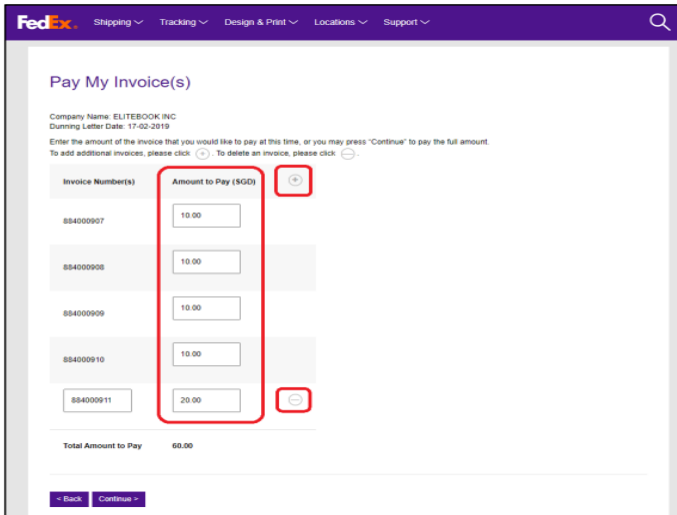 FedEx. Shipping Tracking Design & Print Locations Support
Pay My Invoice(s)
Company Name: ELITEBOOK INC
Dunning Letter Date: 17-02-2019
Enter the amount of the invoice that you would like to pay at this time, or you may press "Continue" to pay the full amount.
To add additional invoices, please click + . To delete an invoice, please click − .
Invoice Number(s) Amount to Pay (SGD) +
884000907 10.00
884000908 10.00
884000909 10.00
884000910 10.00
884000911 20.00 −
Total Amount to Pay 60.00
< Back Continue >